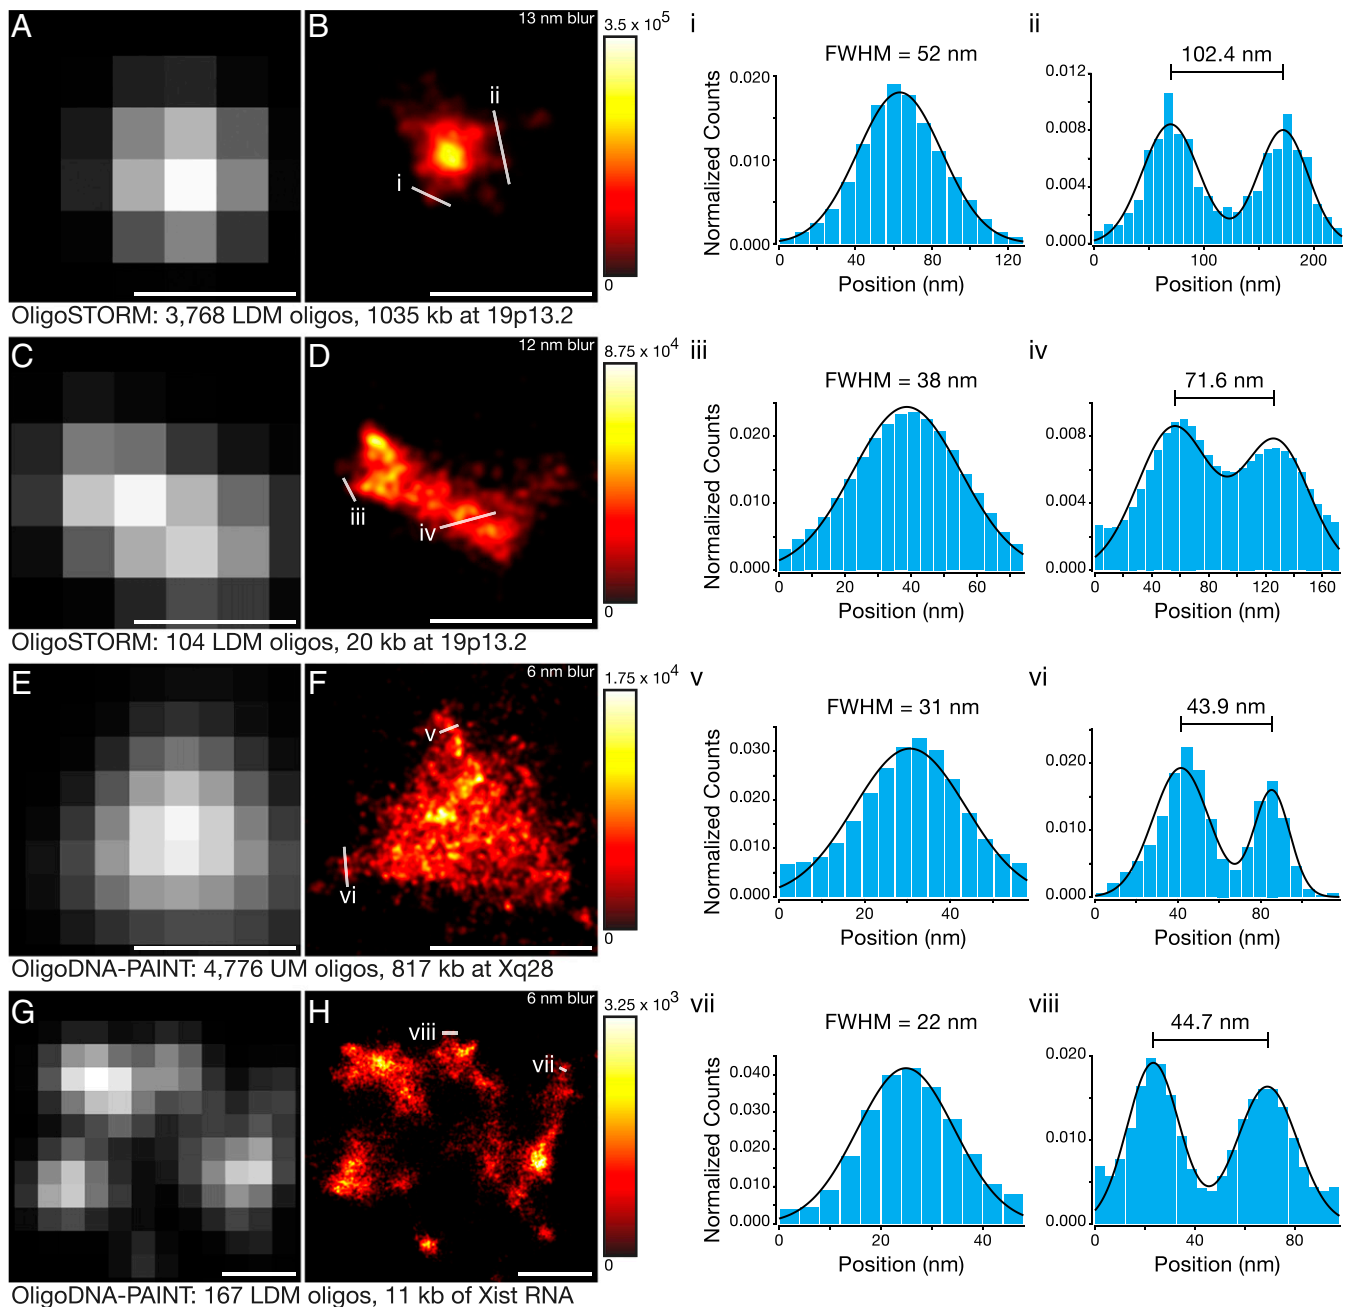 A
B
13 nm blur
3.5 x 10^5
0
i
ii
OligoSTORM: 3,768 LDM oligos, 1035 kb at 19p13.2
i
FWHM = 52 nm
Normalized Counts
0.020
0.010
0.000
0 40 80 120
Position (nm)
ii
102.4 nm
0.012
0.008
0.004
0.000
0 100 200
Position (nm)
C
D
12 nm blur
8.75 x 10^4
0
iii
iv
OligoSTORM: 104 LDM oligos, 20 kb at 19p13.2
iii
FWHM = 38 nm
Normalized Counts
0.020
0.010
0.000
0 20 40 60
Position (nm)
iv
71.6 nm
0.008
0.004
0.000
0 40 80 120 160
Position (nm)
E
F
6 nm blur
1.75 x 10^4
0
v
vi
OligoDNA-PAINT: 4,776 UM oligos, 817 kb at Xq28
v
FWHM = 31 nm
Normalized Counts
0.030
0.020
0.010
0.000
0 20 40
Position (nm)
vi
43.9 nm
0.020
0.010
0.000
0 40 80
Position (nm)
G
H
6 nm blur
3.25 x 10^3
0
viii
vii
OligoDNA-PAINT: 167 LDM oligos, 11 kb of Xist RNA
vii
FWHM = 22 nm
Normalized Counts
0.040
0.030
0.020
0.010
0.000
0 20 40
Position (nm)
viii
44.7 nm
0.020
0.010
0.000
0 40 80
Position (nm)